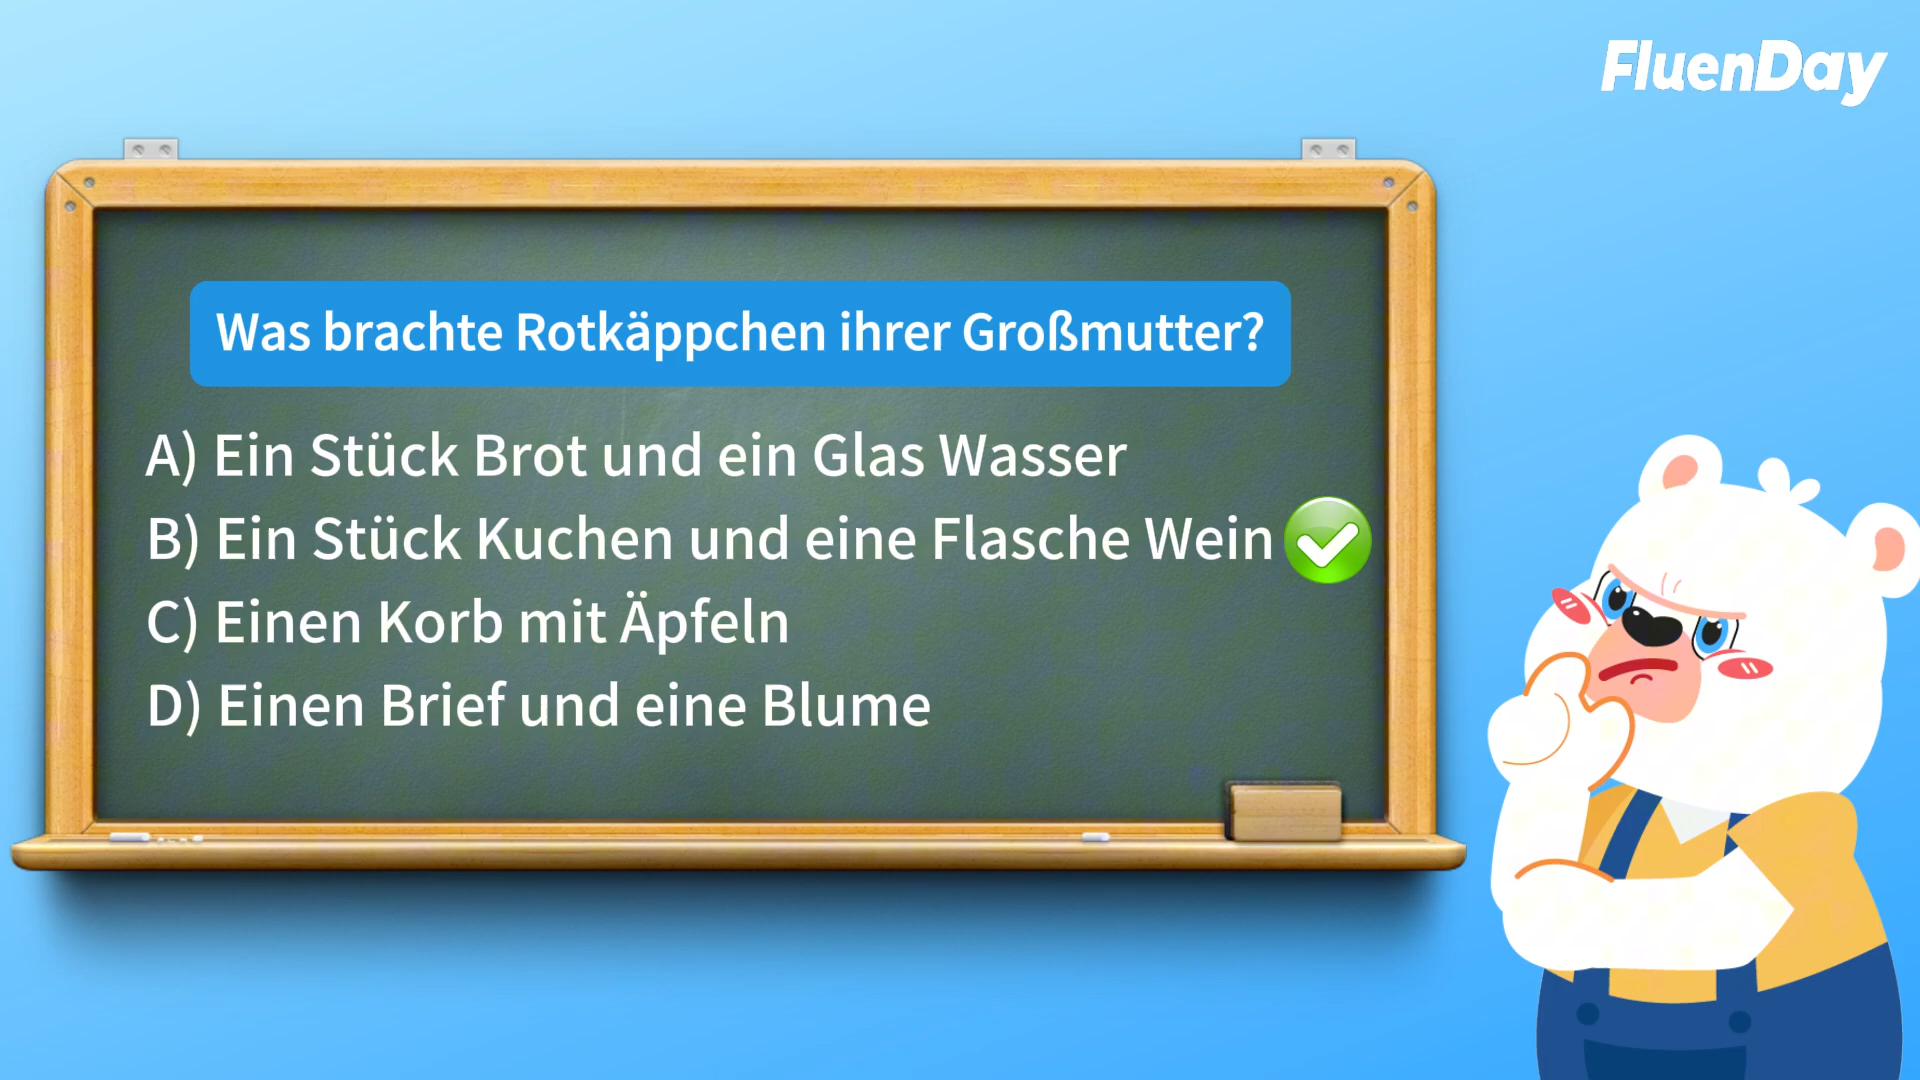 FluenDay
Was brachte Rotkäppchen ihrer Großmutter?
A) Ein Stück Brot und ein Glas Wasser
B) Ein Stück Kuchen und eine Flasche Wein
C) Einen Korb mit Äpfeln
D) Einen Brief und eine Blume